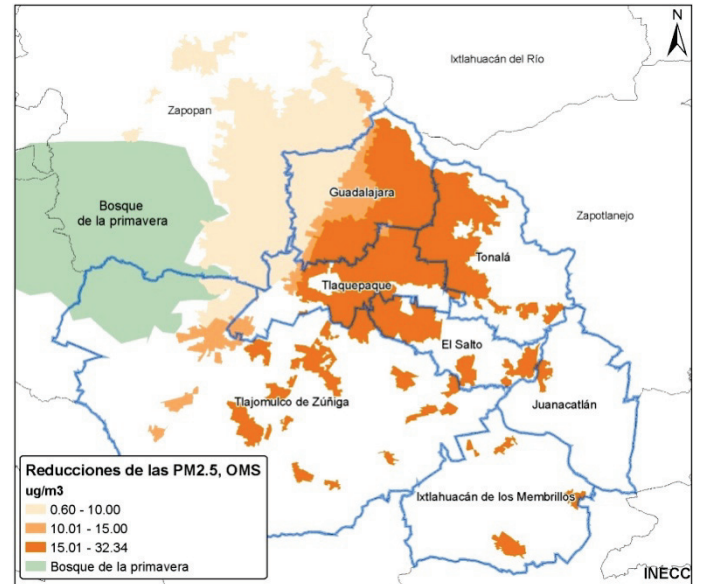 N
Ixtlahuacán del Río
Zapopan
Guadalajara
Bosque
de la primavera
Zapotlanejo
Tonalá
Tlaquepaque
El Salto
Tlajomulco de Zúñiga
Juanacatlán
Ixtlahuacán de los Membrillos
Reducciones de las PM2.5, OMS
ug/m3
0.60 - 10.00
10.01 - 15.00
15.01 - 32.34
Bosque de la primavera
INECC